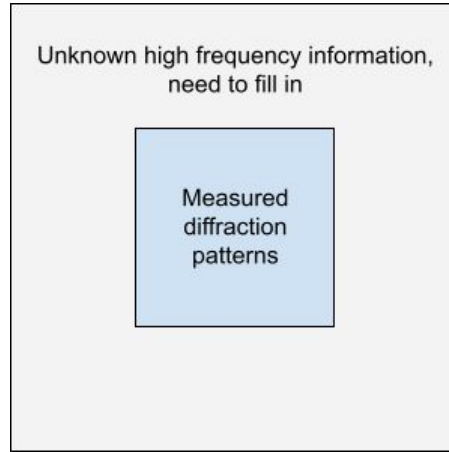 Unknown high frequency information,
need to fill in
Measured
diffraction
patterns